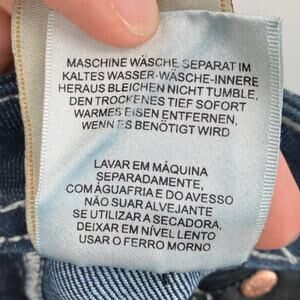 MASCHINE WÄSCHE SEPARAT IM
KALTES WASSER-WÄSCHE-INNERE
HERAUS BLEICHEN NICHT TUMBLE,
DEN TROCKENES TIEF SOFORT
WARMES EISEN ENTFERNEN,
WENN ES BENÖTIGT WIRD
LAVAR EM MÀQUINA
SEPARADAMENTE,
COM ÀGUAFRIA E DO AVESSO
NÃO SUAR ALVEJANTE
SE UTILIZAR A SECADORA,
DEIXAR EM NÍVEL LENTO
USAR O FERRO MORNO